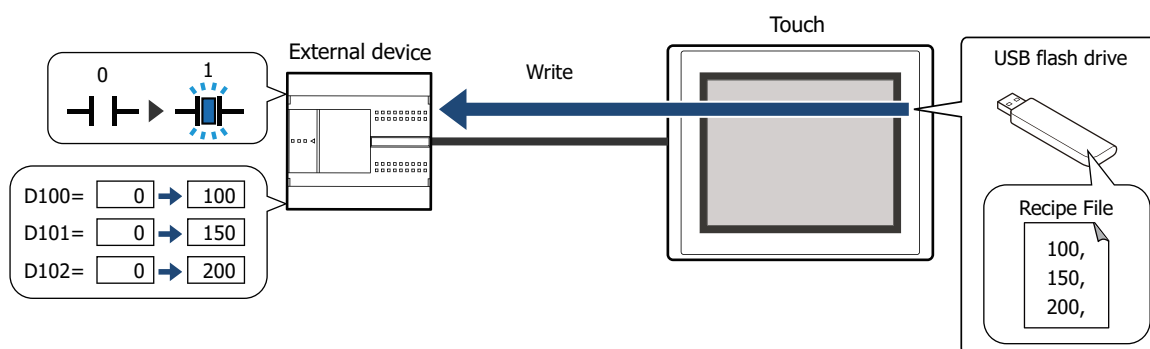 Touch
External device
Write
USB flash drive
0 1
D100= 0 100
D101= 0 150
D102= 0 200
Recipe File
100,
150,
200,